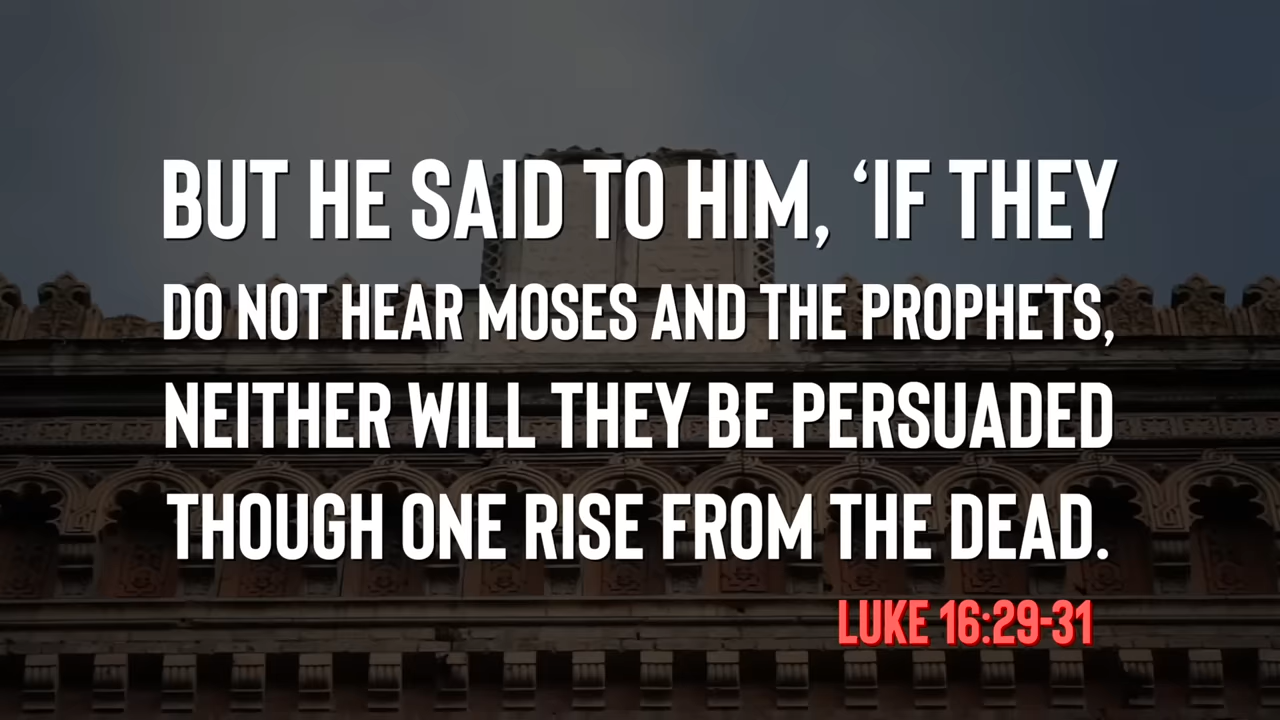 BUT HE SAID TO HIM, ‘IF THEY
DO NOT HEAR MOSES AND THE PROPHETS,
NEITHER WILL THEY BE PERSUADED
THOUGH ONE RISE FROM THE DEAD.
LUKE 16:29-31